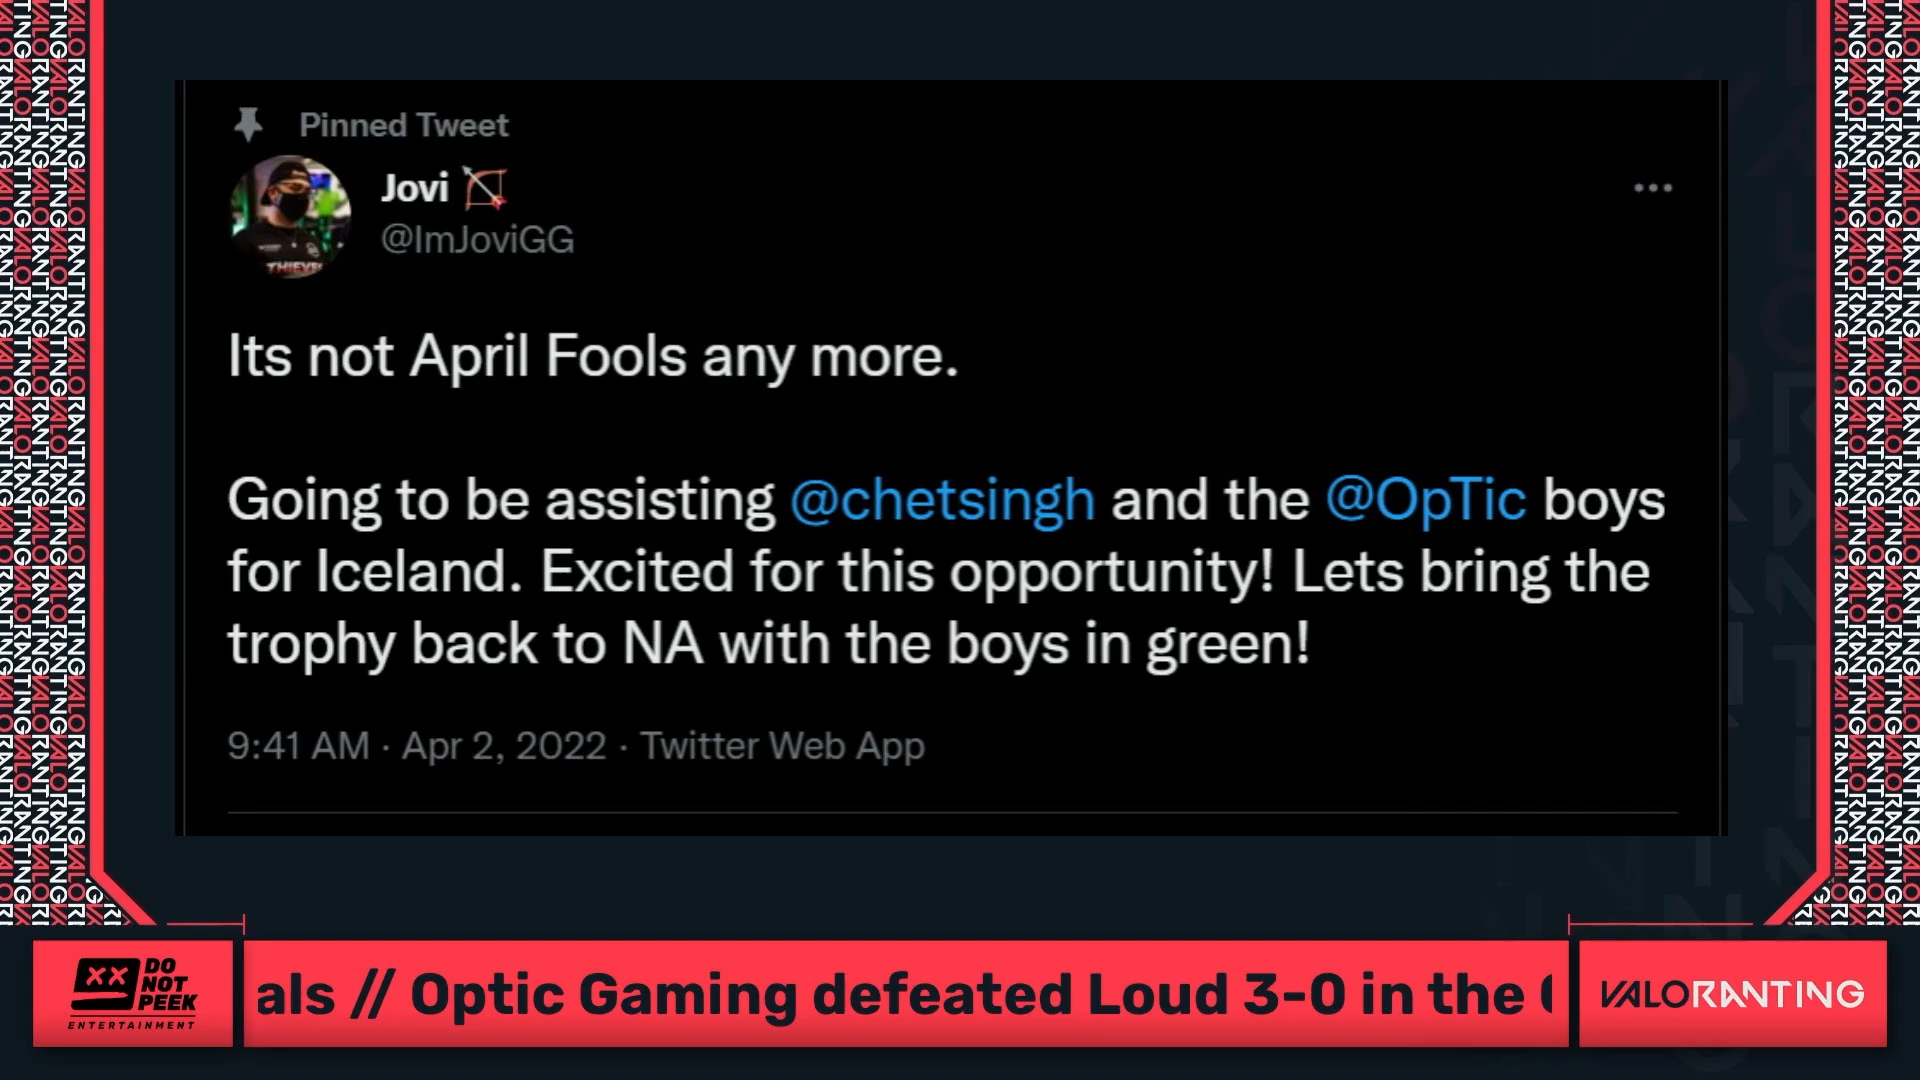 Pinned Tweet
Jovi
@ImJoviGG
Its not April Fools any more.
Going to be assisting @chetsingh and the @OpTic boys
for Iceland. Excited for this opportunity! Lets bring the
trophy back to NA with the boys in green!
9:41 AM · Apr 2, 2022 · Twitter Web App
DO
NOT
PEEK
ENTERTAINMENT
als // Optic Gaming defeated Loud 3-0 in the
VALORANTING